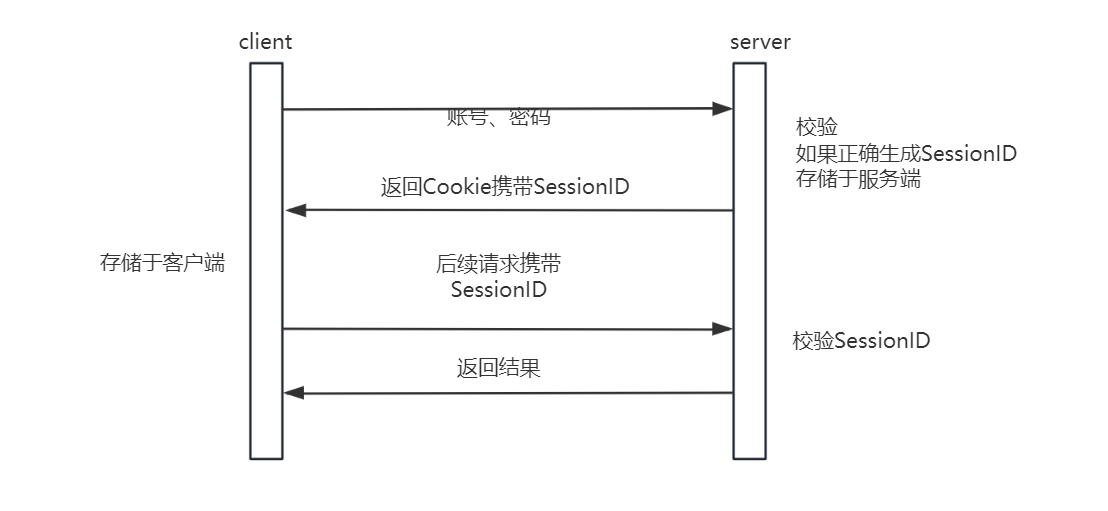 client
server
账号、密码
校验
如果正确生成SessionID
存储于服务端
返回Cookie携带SessionID
存储于客户端
后续请求携带
SessionID
校验SessionID
返回结果